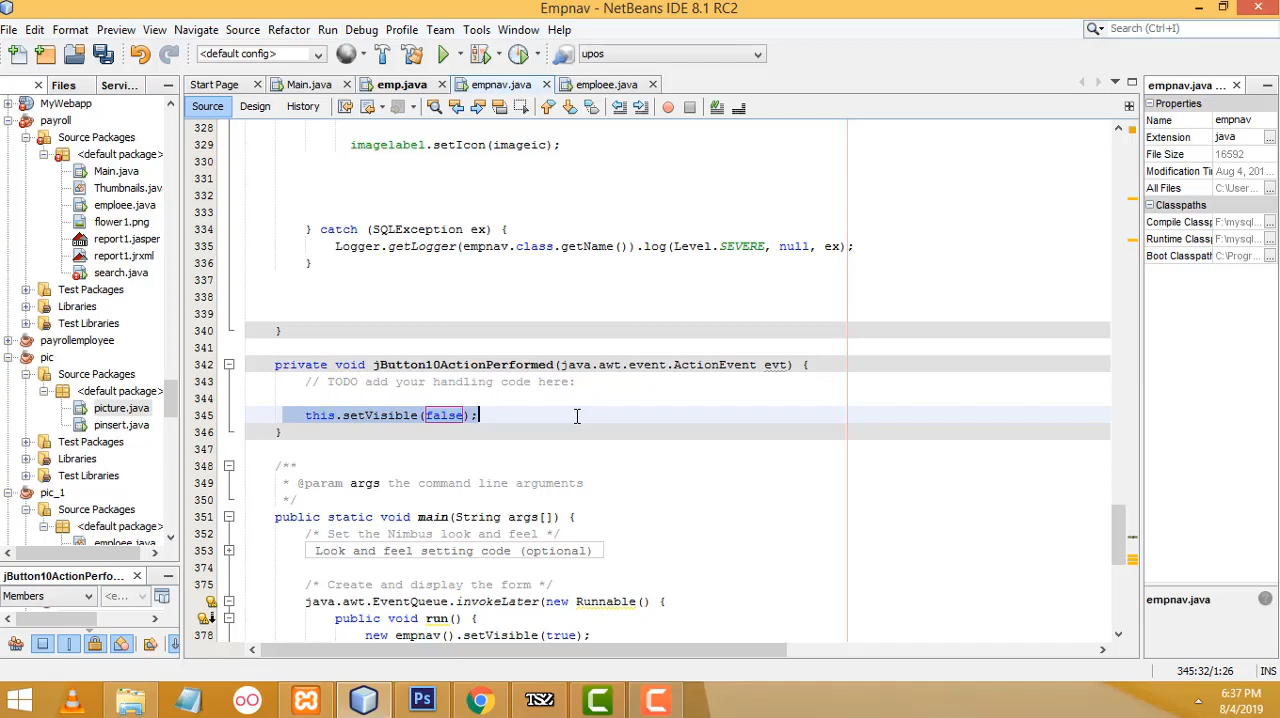 Empnav - NetBeans IDE 8.1 RC2
File Edit Format Preview View Navigate Source Refactor Run Debug Profile Team Tools Window Help
Search (Ctrl+I)
<default config>
upos
Files Servi...
Start Page Main.java emp.java empnav.java emploee.java
empnav.java ...
Source Design History
MyWebapp
payroll
Source Packages
<default package>
Main.java
Thumbnails.jav
emploee.java
flower1.png
report1.jasper
report1.jrxml
search.java
Test Packages
Libraries
Test Libraries
payrollemployee
pic
Source Packages
<default package>
picture.java
pinsert.java
Test Packages
Libraries
Test Libraries
pic_1
Source Packages
<default package>
emploee.java
jButton10ActionPerfo...
Members
<e...
328
329 imagelabel.setIcon(imageic);
330
331
332
333
334 } catch (SQLException ex) {
335 Logger.getLogger(empnav.class.getName()).log(Level.SEVERE, null, ex);
336 }
337
338
339
340 }
341
342 private void jButton10ActionPerformed(java.awt.event.ActionEvent evt) {
343 // TODO add your handling code here:
344
345 this.setVisible(false);
346 }
347
348 /**
349 * @param args the command line arguments
350 */
351 public static void main(String args[]) {
352 /* Set the Nimbus look and feel */
353 Look and feel setting code (optional)
374
375 /* Create and display the form */
java.awt.EventQueue.invokeLater(new Runnable() {
public void run() {
378 new empnav().setVisible(true);
Properties
Name empnav
Extension java
File Size 16592
Modification Ti Aug 4, 201...
All Files C:\User...
Classpaths
Compile Classp F:\mysql
Runtime Classp F:\mysql
Boot Classpath C:\Progr...
empnav.java
345:32/1:26 INS
Ps
TSZ
6:37 PM
8/4/2019